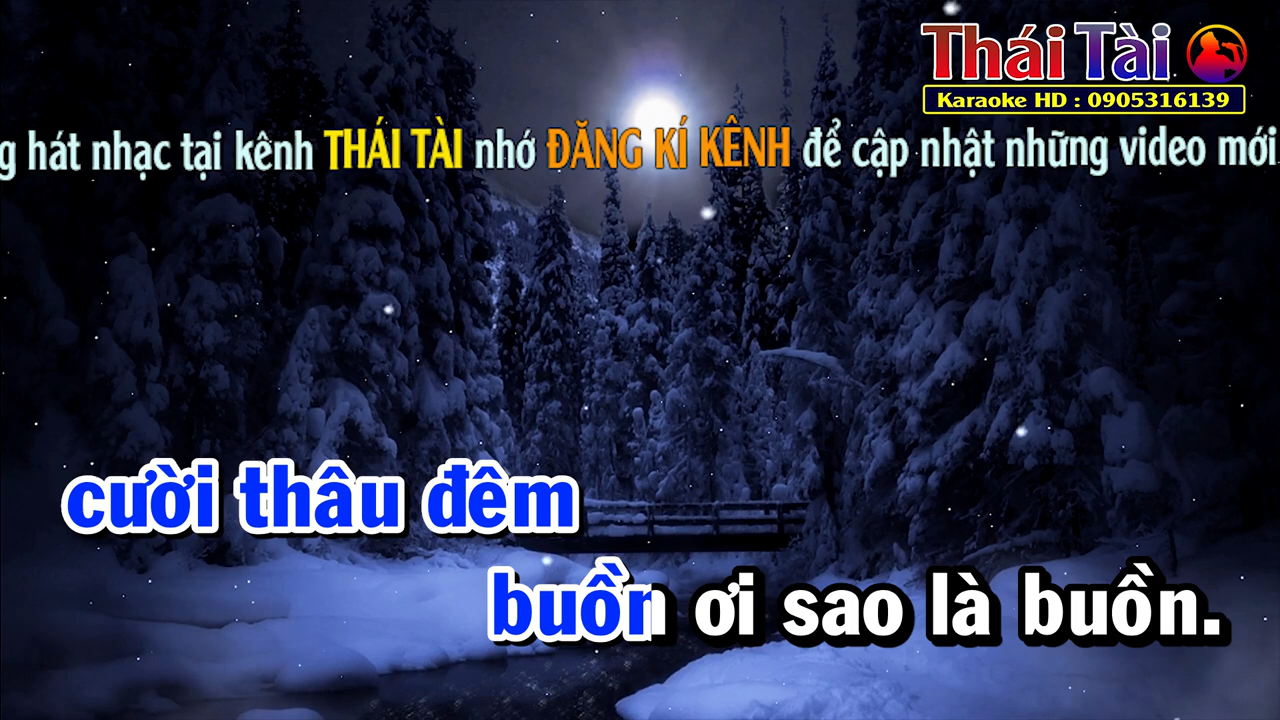 Thái Tài
Karaoke HD : 0905316139
g hát nhạc tại kênh THÁI TÀI nhớ ĐĂNG KÍ KÊNH để cập nhật những video mới
cười thâu đêm
buồn ơi sao là buồn.